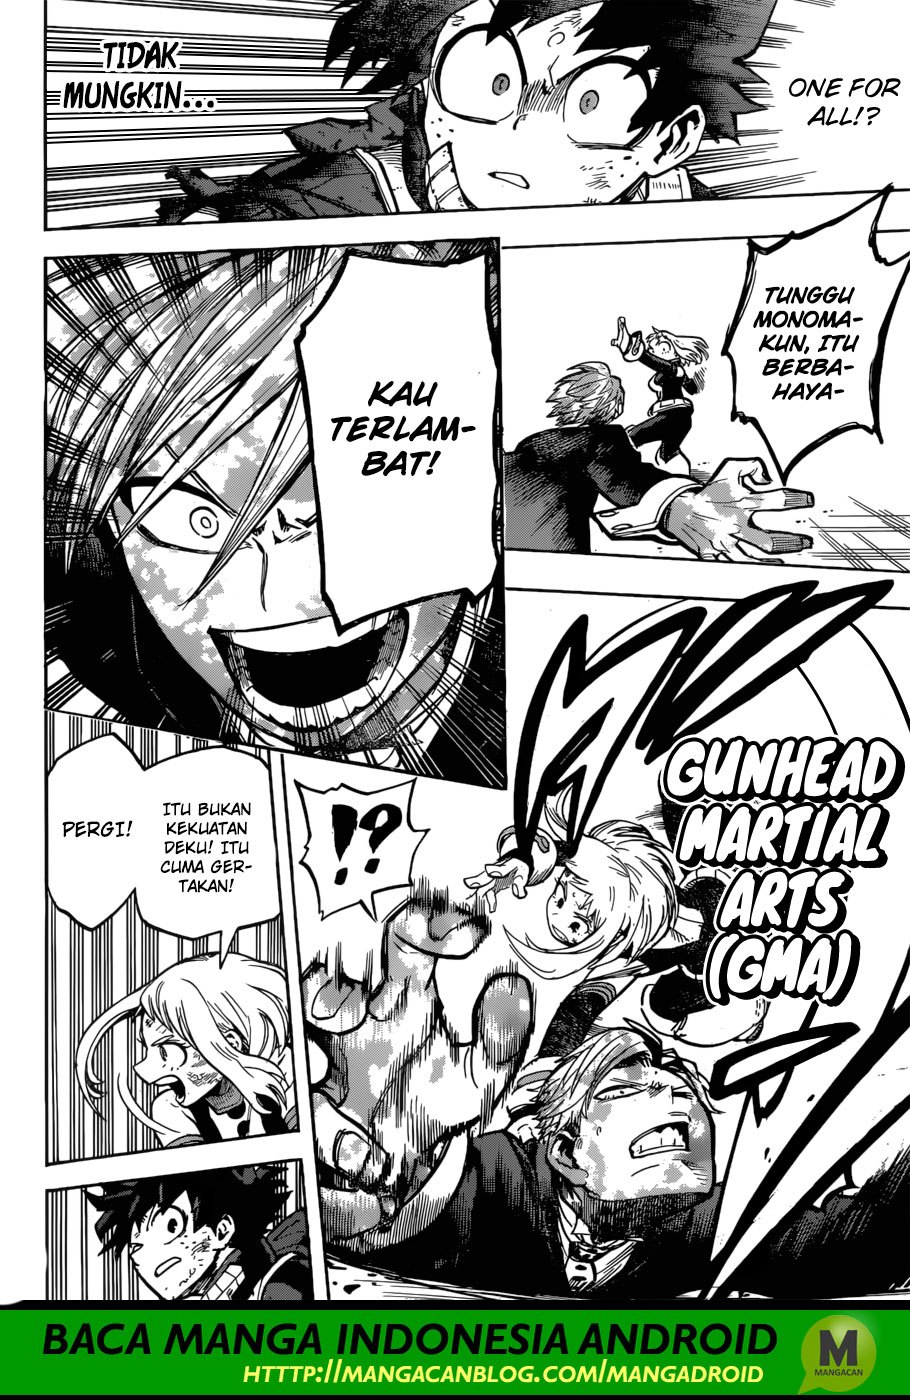 ONE FOR
ALL!?
TIDAK
MUNGKIN...
TUNGGU
MONOMA-
KUN, ITU
BERBA-
HAYA-
KAU
TERLAM-
BAT!
GUNHEAD
MARTIAL
ARTS
(GMA)
!?
ITU BUKAN
KEKUATAN
DEKU! ITU
CUMA GER-
TAKAN!
PERGI!
BACA MANGA INDONESIA ANDROID
HTTTP://MANGACANBLOG.COM/MANGADROID
M
MANGACAN